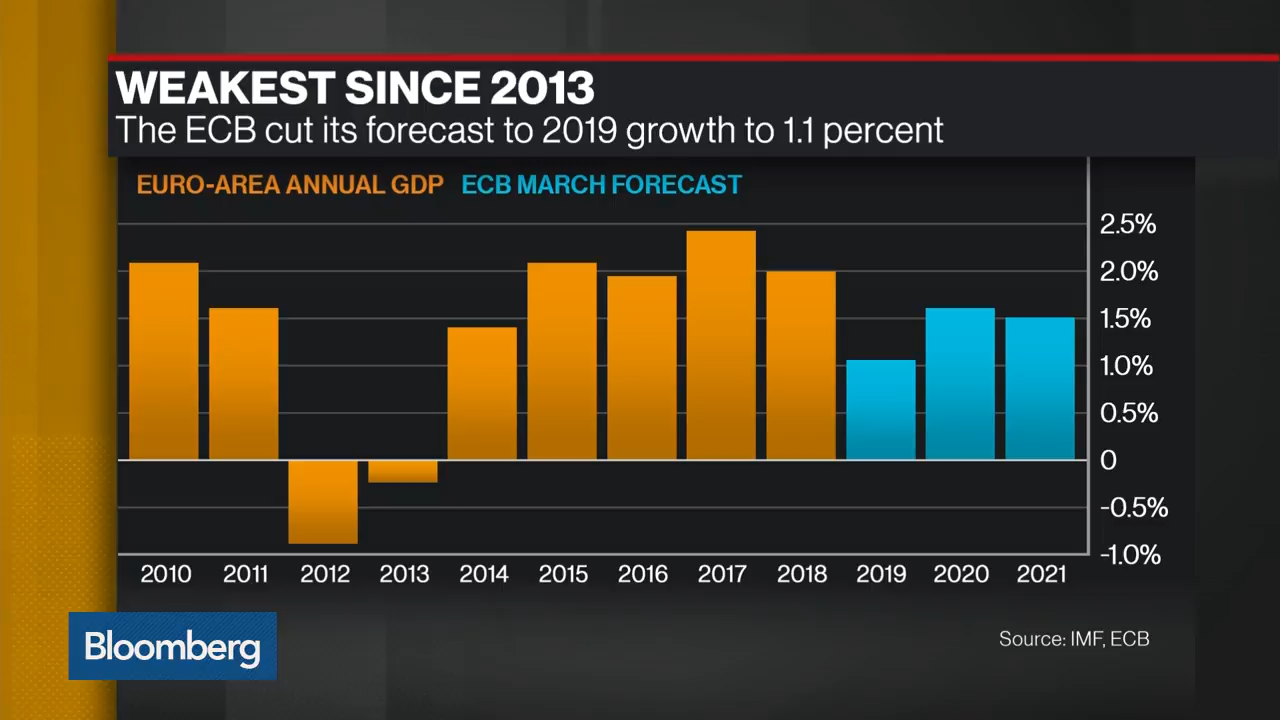 WEAKEST SINCE 2013
The ECB cut its forecast to 2019 growth to 1.1 percent
EURO-AREA ANNUAL GDP ECB MARCH FORECAST
2.5%
2.0%
1.5%
1.0%
0.5%
0
-0.5%
-1.0%
2010 2011 2012 2013 2014 2015 2016 2017 2018 2019 2020 2021
Bloomberg
Source: IMF, ECB